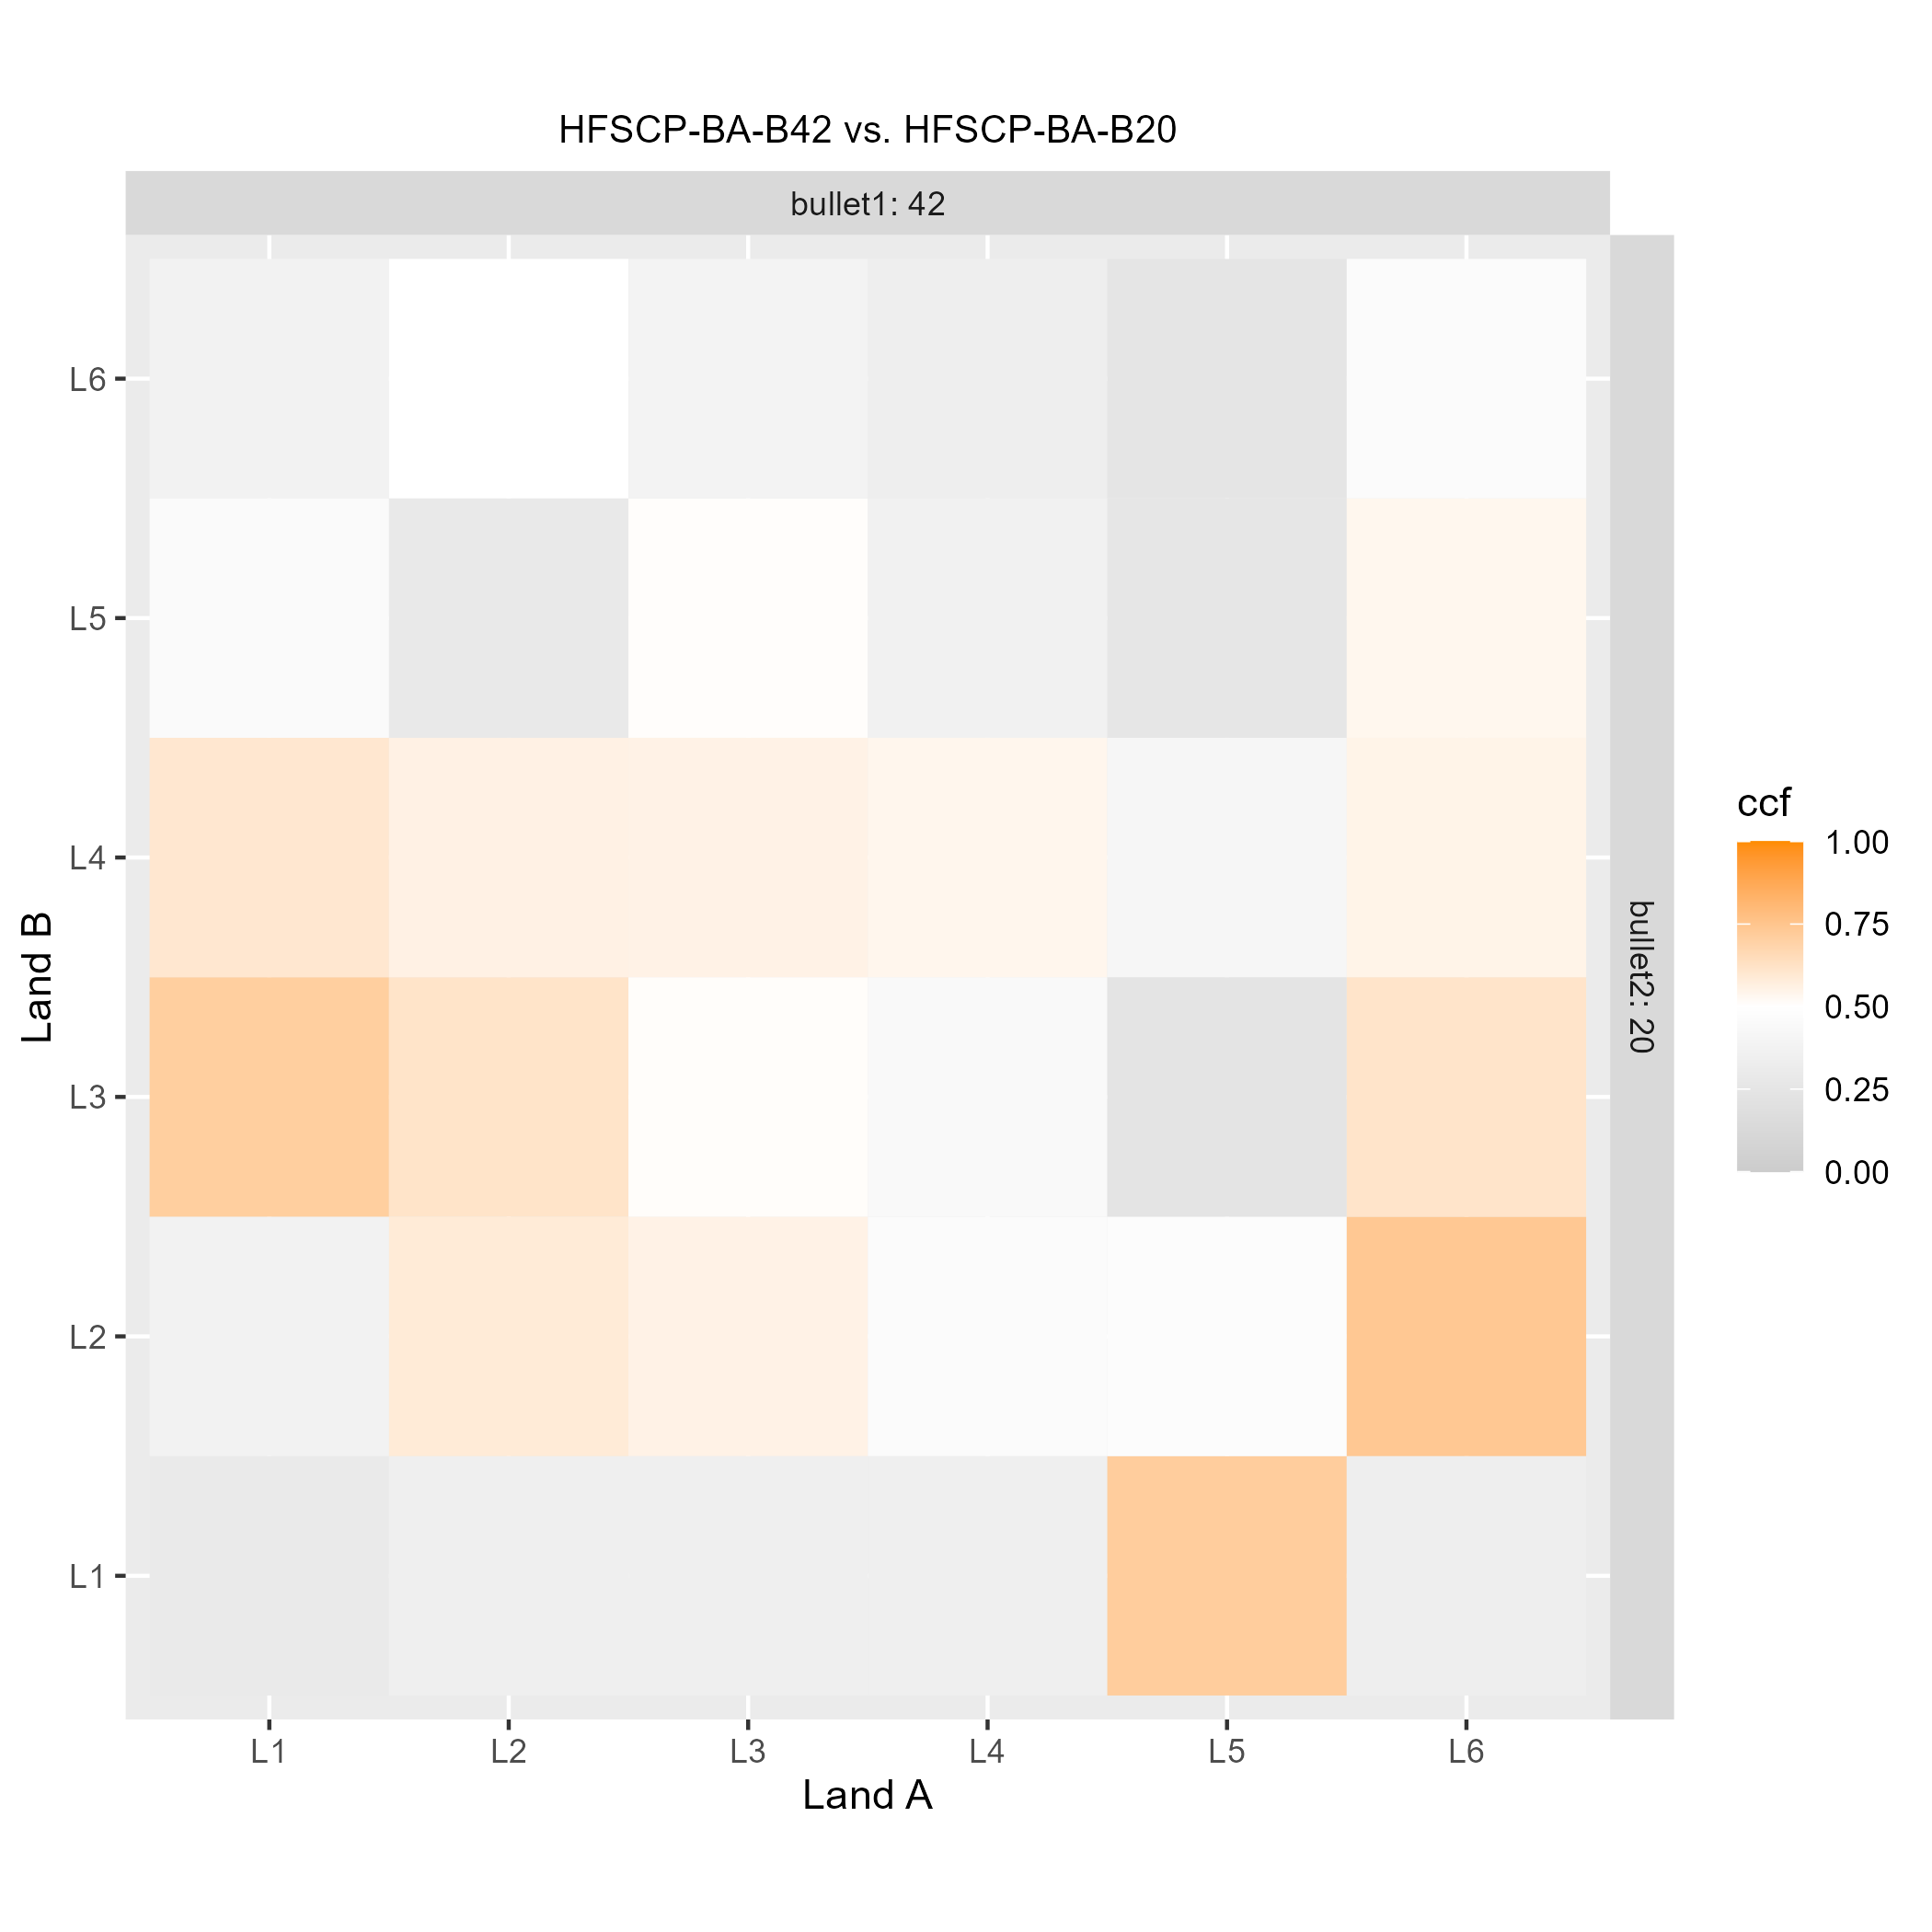 HFSCP-BA-B42 vs. HFSCP-BA-B20
bullet1: 42
L6
L5
L4
L3
L2
L1
Land B
bullet2: 20
L1 L2 L3 L4 L5 L6
Land A
ccf
1.00
0.75
0.50
0.25
0.00